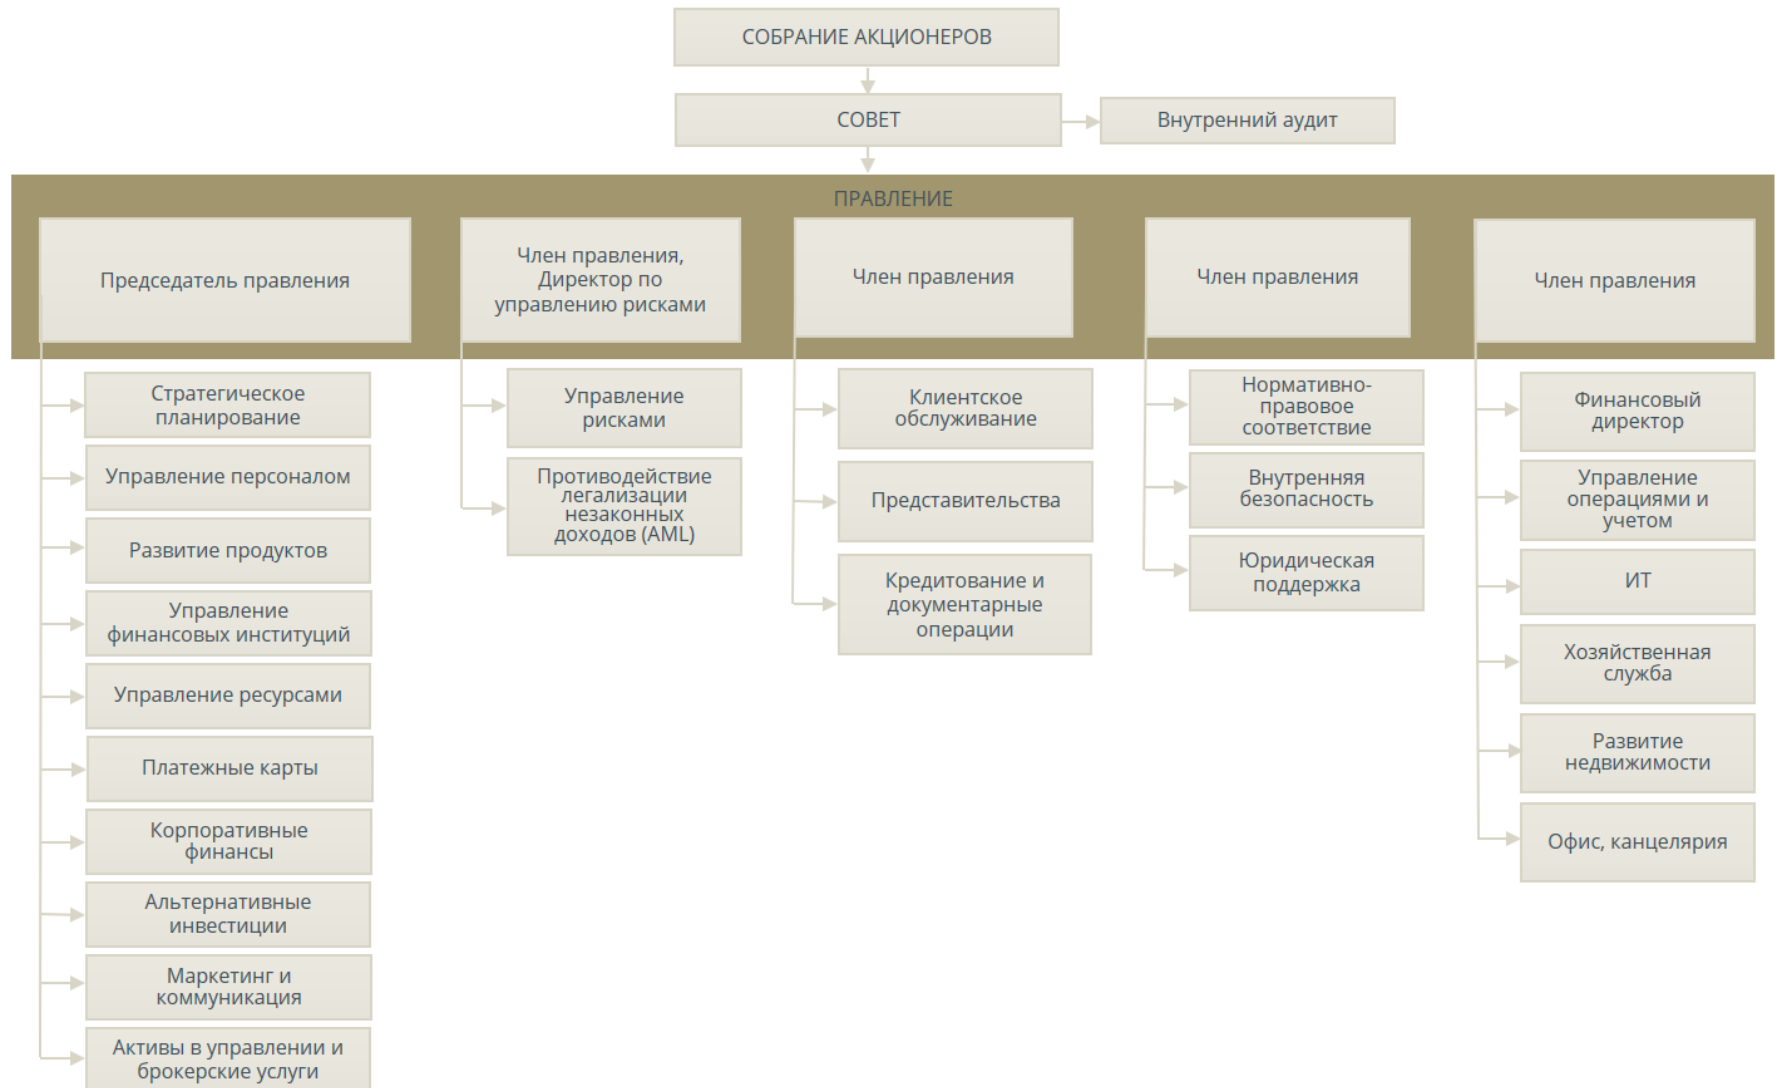 СОБРАНИЕ АКЦИОНЕРОВ
СОВЕТ
Внутренний аудит
ПРАВЛЕНИЕ
Председатель правления
Член правления,
Директор по
управлению рисками
Член правления
Член правления
Член правления
Стратегическое
планирование
Управление персоналом
Развитие продуктов
Управление
финансовых институций
Управление ресурсами
Платежные карты
Корпоративные
финансы
Альтернативные
инвестиции
Маркетинг и
коммуникация
Активы в управлении и
брокерские услуги
Управление
рисками
Противодействие
легализации
незаконных
доходов (AML)
Клиентское
обслуживание
Представительства
Кредитование и
документарные
операции
Нормативно-
правовое
соответствие
Внутренняя
безопасность
Юридическая
поддержка
Финансовый
директор
Управление
операциями и
учетом
ИТ
Хозяйственная
служба
Развитие
недвижимости
Офис, канцелярия